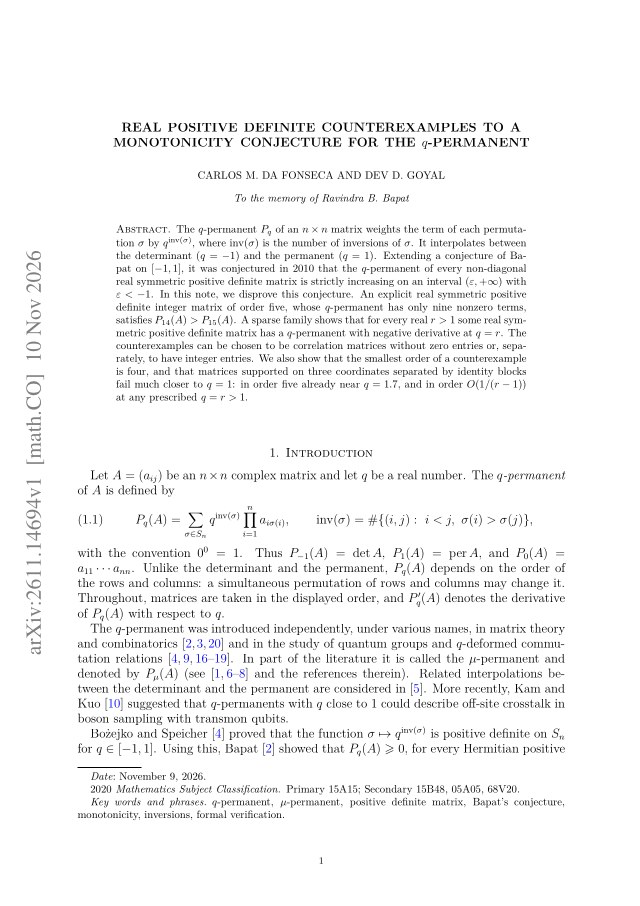 REAL POSITIVE DEFINITE COUNTEREXAMPLES TO A
MONOTONICITY CONJECTURE FOR THE q-PERMANENT
CARLOS M. DA FONSECA AND DEV D. GOYAL
To the memory of Ravindra B. Bapat
ABSTRACT. The q-permanent P_q of an n × n matrix weights the term of each permuta-
tion σ by q^{inv(σ)}, where inv(σ) is the number of inversions of σ. It interpolates between
the determinant (q = −1) and the permanent (q = 1). Extending a conjecture of Ba-
pat on [−1, 1], it was conjectured in 2010 that the q-permanent of every non-diagonal
real symmetric positive definite matrix is strictly increasing on an interval (ε, +∞) with
ε < −1. In this note, we disprove this conjecture. An explicit real symmetric positive
definite integer matrix of order five, whose q-permanent has only nine nonzero terms,
satisfies P_{14}(A) > P_{15}(A). A sparse family shows that for every real r > 1 some real sym-
metric positive definite matrix has a q-permanent with negative derivative at q = r. The
counterexamples can be chosen to be correlation matrices without zero entries or, sepa-
rately, to have integer entries. We also show that the smallest order of a counterexample
is four, and that matrices supported on three coordinates separated by identity blocks
fail much closer to q = 1: in order five already near q = 1.7, and in order O(1/(r − 1))
at any prescribed q = r > 1.
1. INTRODUCTION
Let A = (a_{ij}) be an n × n complex matrix and let q be a real number. The q-permanent
of A is defined by
(1.1) P_q(A) = ∑_{σ∈S_n} q^{inv(σ)} ∏_{i=1}^{n} a_{iσ(i)}, inv(σ) = #{(i, j) : i < j, σ(i) > σ(j)},
with the convention 0^0 = 1. Thus P_{−1}(A) = det A, P_1(A) = per A, and P_0(A) =
a_{11} · · · a_{nn}. Unlike the determinant and the permanent, P_q(A) depends on the order of
the rows and columns: a simultaneous permutation of rows and columns may change it.
Throughout, matrices are taken in the displayed order, and P′_q(A) denotes the derivative
of P_q(A) with respect to q.
The q-permanent was introduced independently, under various names, in matrix theory
and combinatorics [2,3,20] and in the study of quantum groups and q-deformed commu-
tation relations [4, 9, 16–19]. In part of the literature it is called the μ-permanent and
denoted by P_μ(A) (see [1, 6–8] and the references therein). Related interpolations be-
tween the determinant and the permanent are considered in [5]. More recently, Kam and
Kuo [10] suggested that q-permanents with q close to 1 could describe off-site crosstalk in
boson sampling with transmon qubits.
Bożejko and Speicher [4] proved that the function σ ↦ q^{inv(σ)} is positive definite on S_n
for q ∈ [−1, 1]. Using this, Bapat [2] showed that P_q(A) ⩾ 0, for every Hermitian positive
Date: November 9, 2026.
2020 Mathematics Subject Classification. Primary 15A15; Secondary 15B48, 05A05, 68V20.
Key words and phrases. q-permanent, μ-permanent, positive definite matrix, Bapat's conjecture,
monotonicity, inversions, formal verification.
1
arXiv:2611.14694v1 [math.CO] 10 Nov 2026